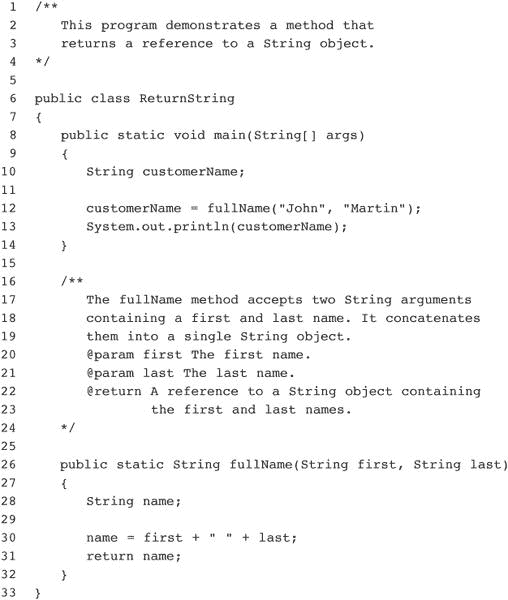 1 /**
2    This program demonstrates a method that
3    returns a reference to a String object.
4 */
5
6 public class ReturnString
7 {
8    public static void main(String[] args)
9    {
10       String customerName;
11
12       customerName = fullName("John", "Martin");
13       System.out.println(customerName);
14    }
15
16    /**
17       The fullName method accepts two String arguments
18       containing a first and last name. It concatenates
19       them into a single String object.
20       @param first The first name.
21       @param last The last name.
22       @return A reference to a String object containing
23               the first and last names.
24    */
25
26    public static String fullName(String first, String last)
27    {
28       String name;
29
30       name = first + " " + last;
31       return name;
32    }
33 }